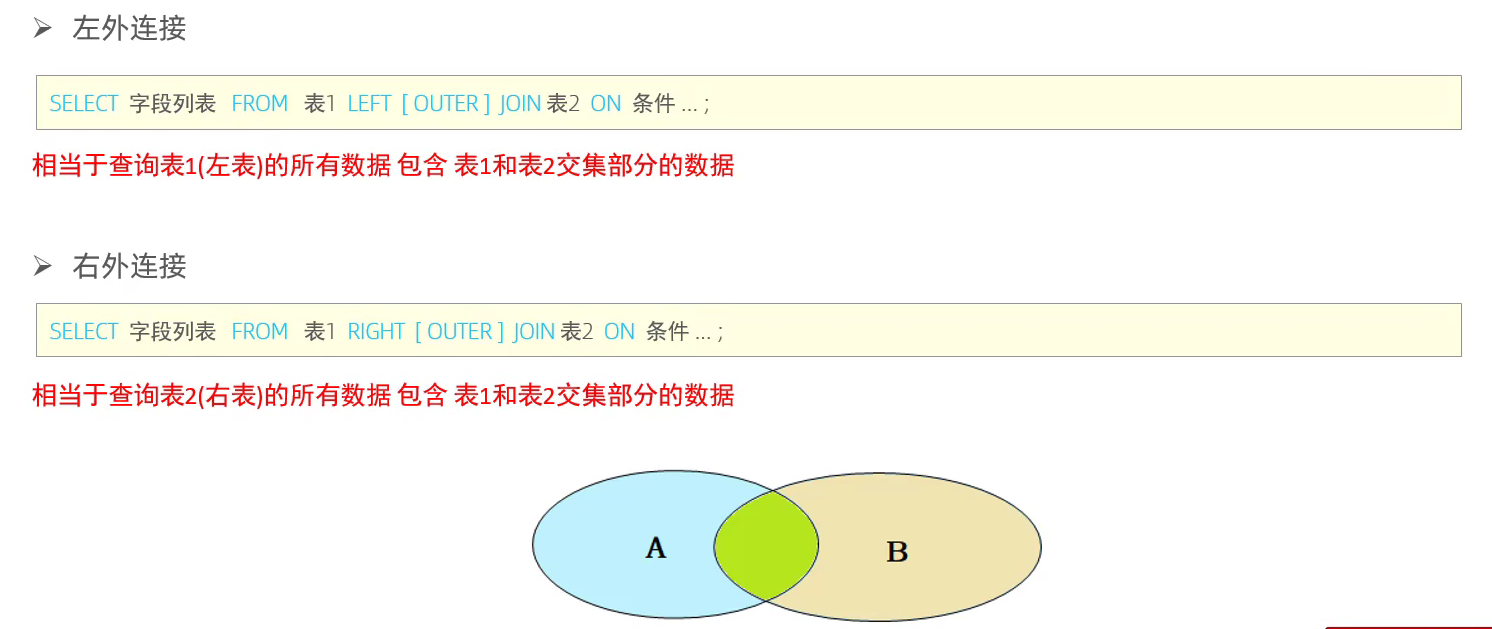 左外连接
SELECT 字段列表 FROM 表1 LEFT [ OUTER ] JOIN 表2 ON 条件 ... ;
相当于查询表1(左表)的所有数据 包含 表1和表2交集部分的数据
右外连接
SELECT 字段列表 FROM 表1 RIGHT [ OUTER ] JOIN 表2 ON 条件 ... ;
相当于查询表2(右表)的所有数据 包含 表1和表2交集部分的数据
A
B